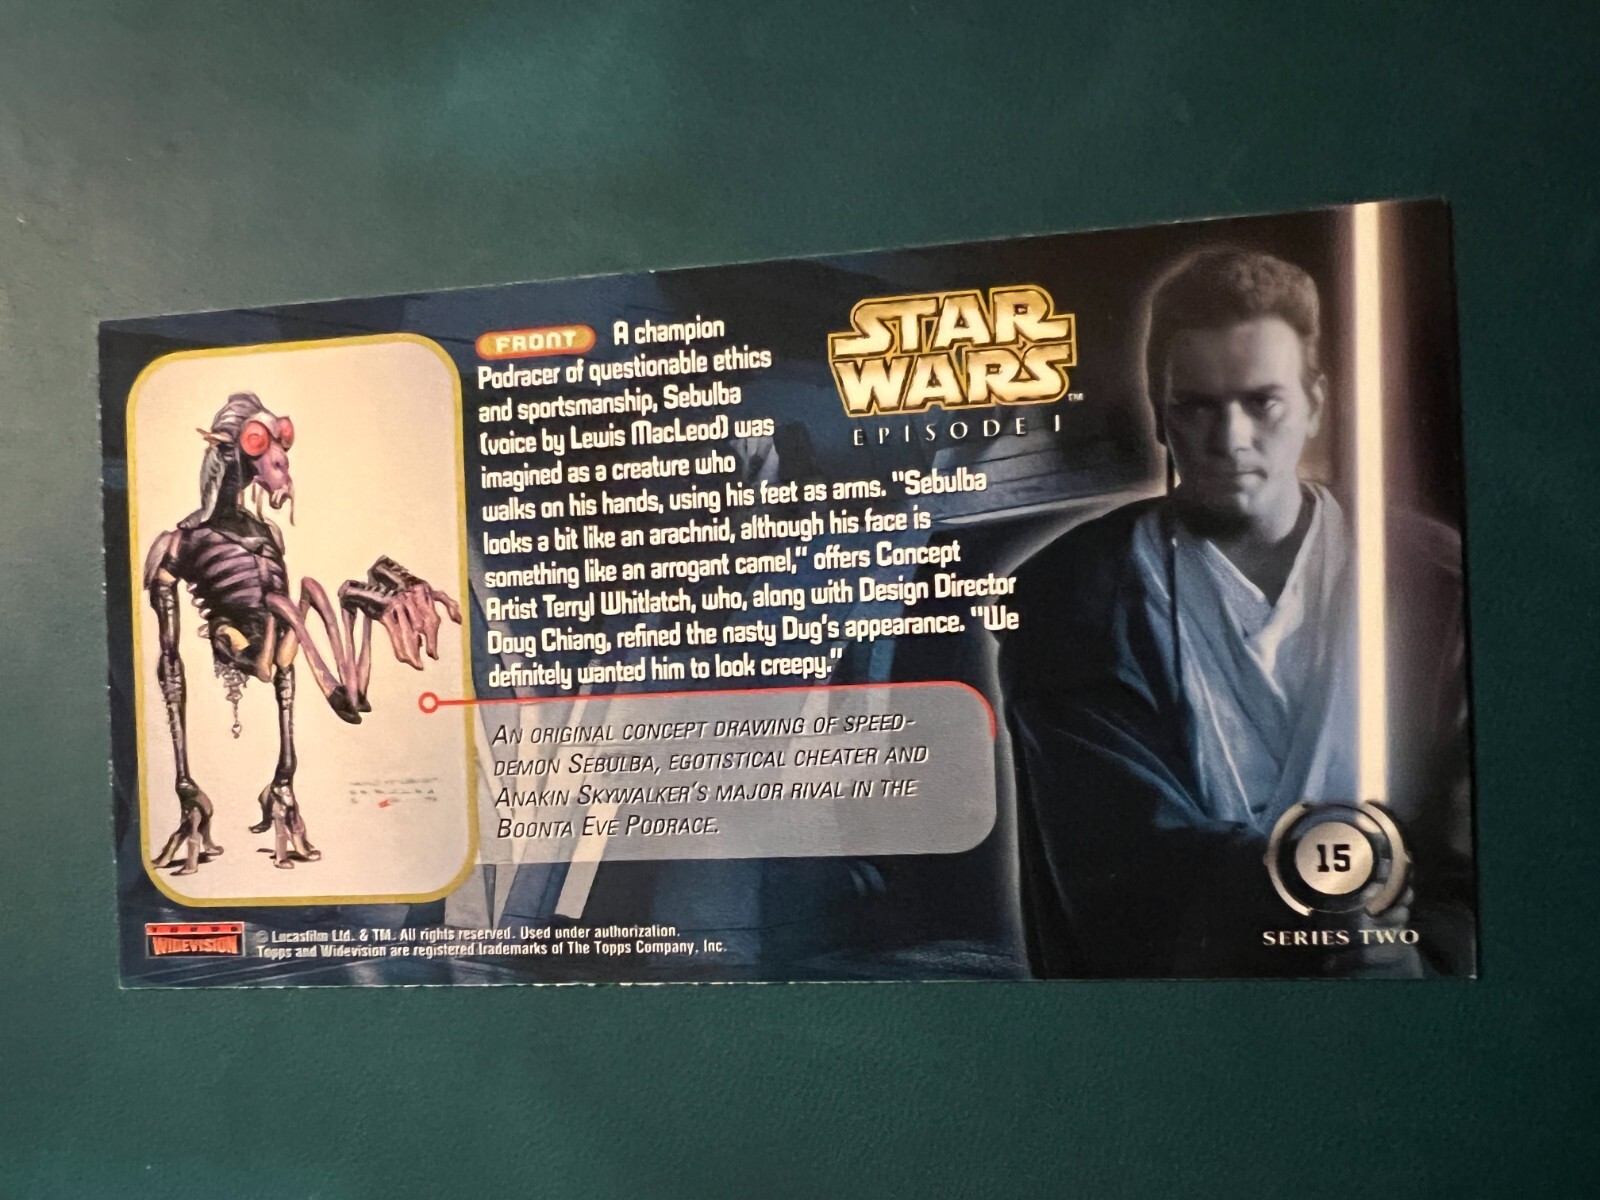 FRONT A champion
Podracer of questionable ethics
and sportsmanship, Sebulba
(voice by Lewis MacLeod) was
imagined as a creature who
walks on his hands, using his feet as arms. "Sebulba
looks a bit like an arachnid, although his face is
something like an arrogant camel," offers Concept
Artist Terryl Whitlatch, who, along with Design Director
Doug Chiang, refined the nasty Dug's appearance. "We
definitely wanted him to look creepy."
STAR
WARS™
EPISODE I
AN ORIGINAL CONCEPT DRAWING OF SPEED-
DEMON SEBULBA, EGOTISTICAL CHEATER AND
ANAKIN SKYWALKER'S MAJOR RIVAL IN THE
BOONTA EVE PODRACE.
15
SERIES TWO
TOPPS
WIDEVISION
© Lucasfilm Ltd. & TM. All rights reserved. Used under authorization.
Topps and Widevision are registered trademarks of The Topps Company, Inc.